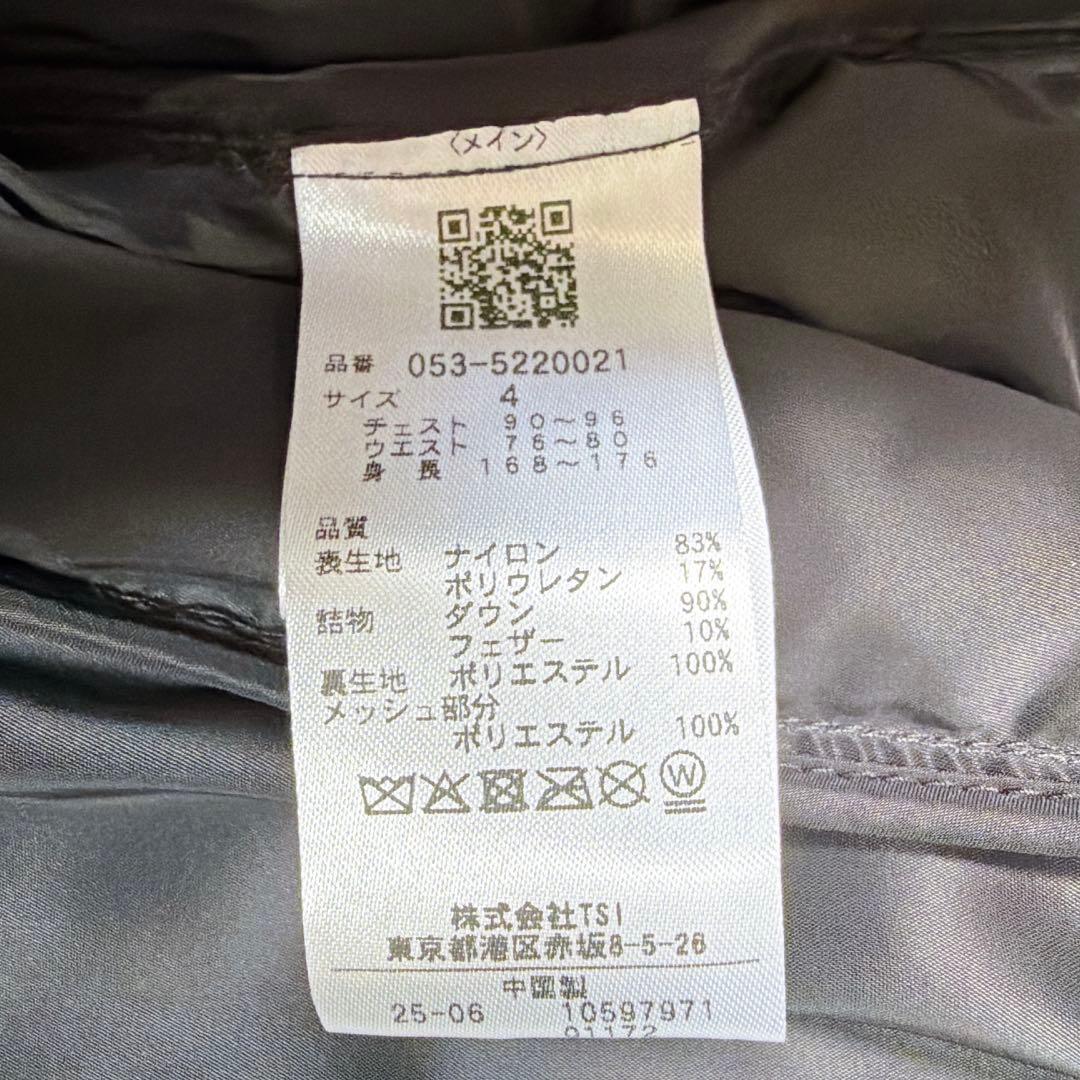 〈メイン〉
品番 053-5220021
サイズ 4
チェスト 90～96
ウエスト 76～80
身長 168～176
品質
表生地 ナイロン 83%
ポリウレタン 17%
詰物 ダウン 90%
フェザー 10%
裏生地 ポリエステル 100%
メッシュ部分
ポリエステル 100%
W
株式会社TSI
東京都港区赤坂8-5-28
中国製
25-06 10597971
91172